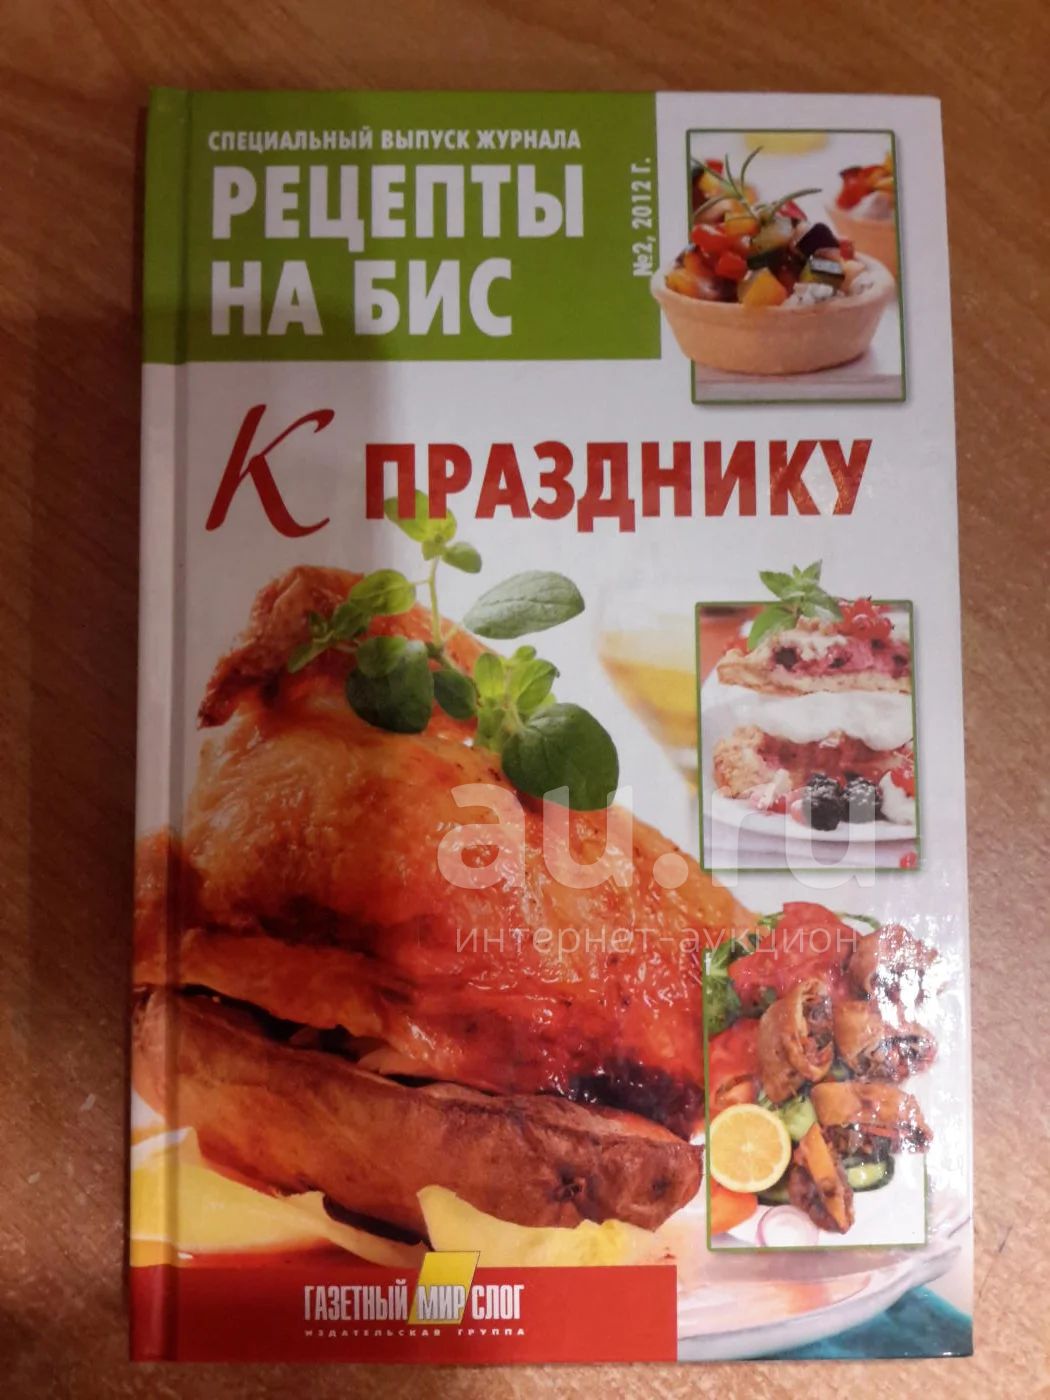 СПЕЦИАЛЬНЫЙ ВЫПУСК ЖУРНАЛА
РЕЦЕПТЫ
НА БИС
№2, 2012 Г.
К ПРАЗДНИКУ
au.ru
интернет-аукцион
ГАЗЕТНЫЙ МИР СЛОГ
ИЗДАТЕЛЬСКАЯ ГРУППА